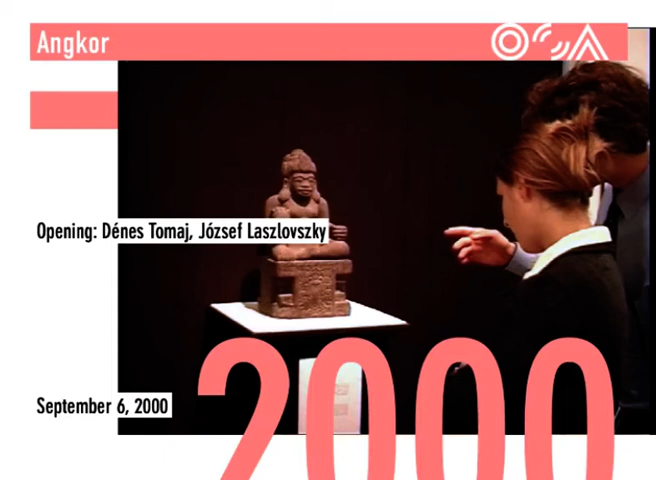 Angkor
Opening: Dénes Tomaj, József Laszlovszky
September 6, 2000
2000